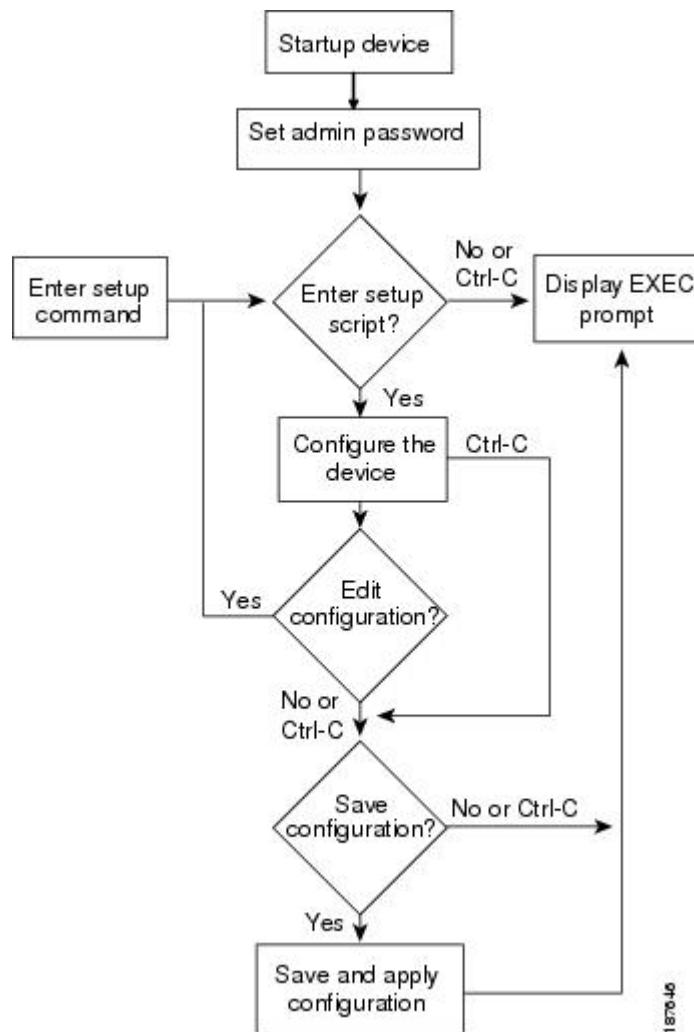 Startup device
Set admin password
No or
Ctrl-C
Enter setup
command
Enter setup
script?
Display EXEC
prompt
Yes
Configure the
device
Ctrl-C
Yes
Edit
configuration?
No or
Ctrl-C
Save
configuration?
No or Ctrl-C
Yes
Save and apply
configuration
187646